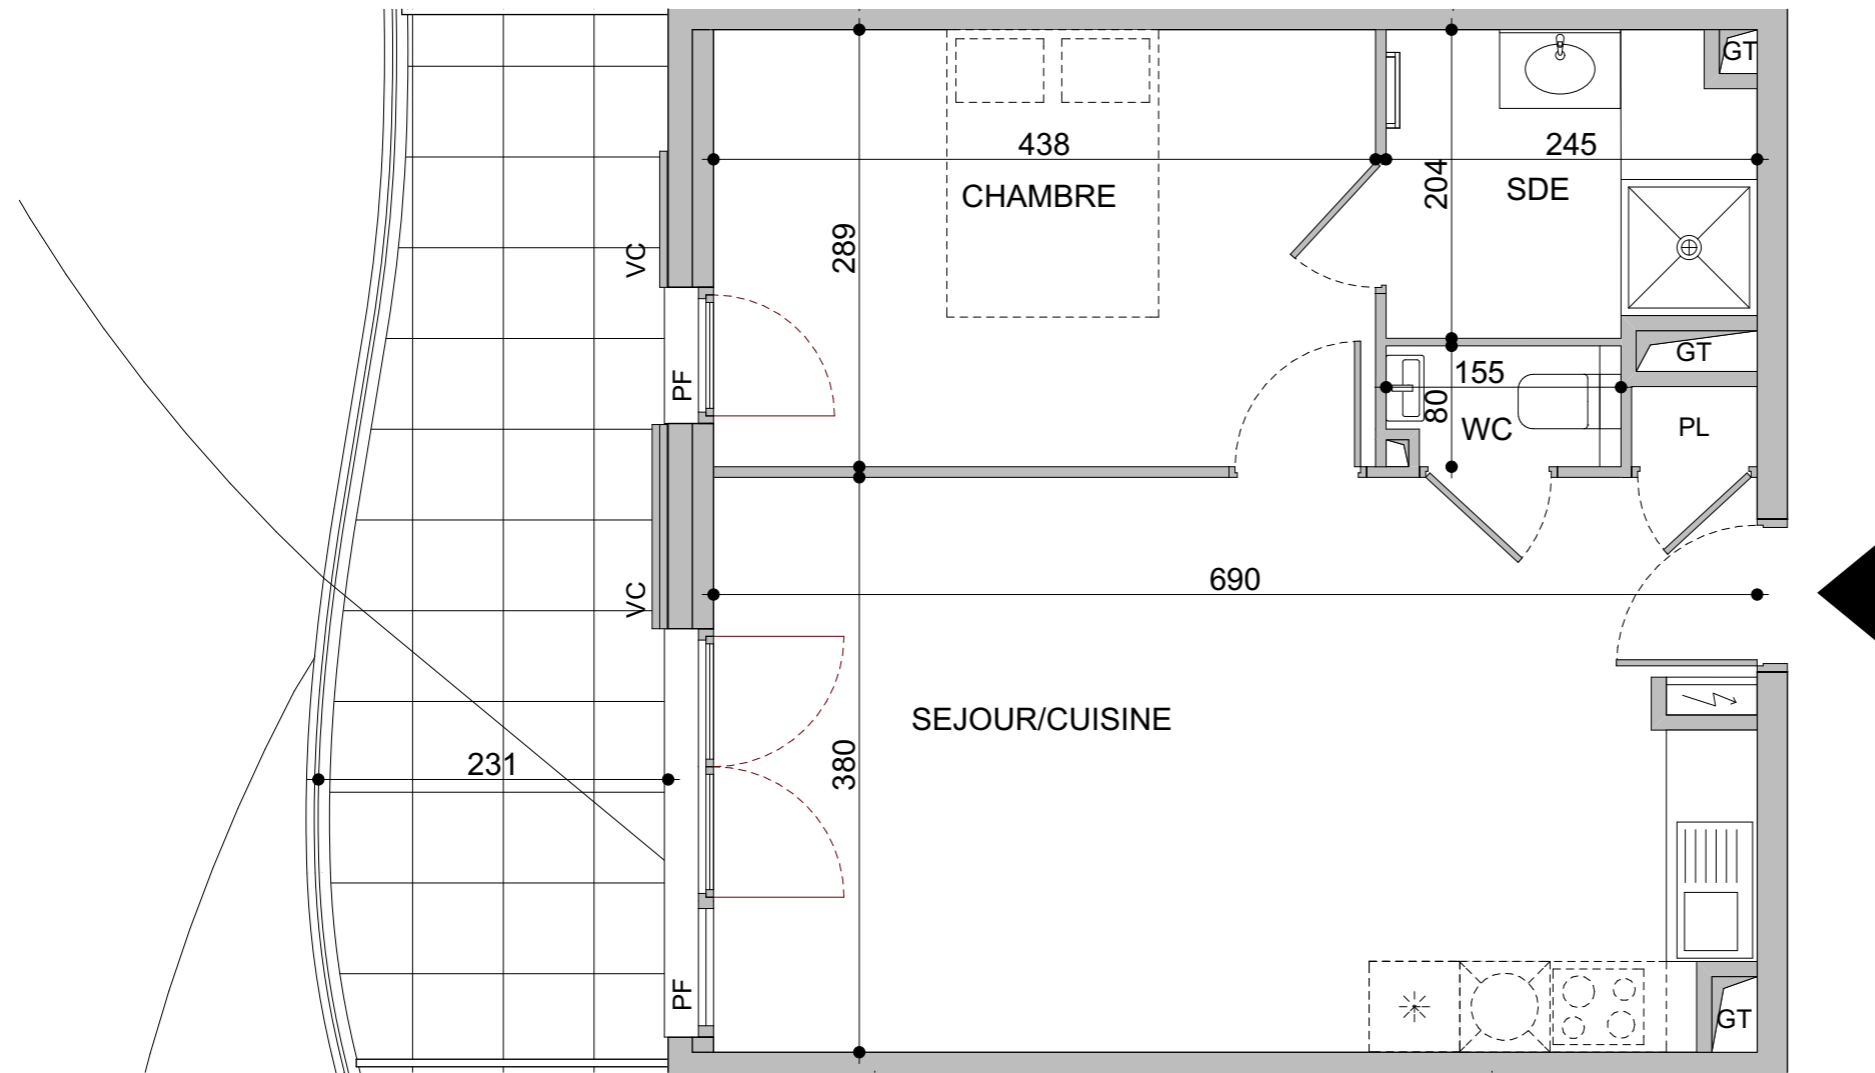 GT
438
245
204
CHAMBRE
SDE
289
VC
GT
155
PF
80
WC
PL
690
VC
SEJOUR/CUISINE
231
380
PF
GT